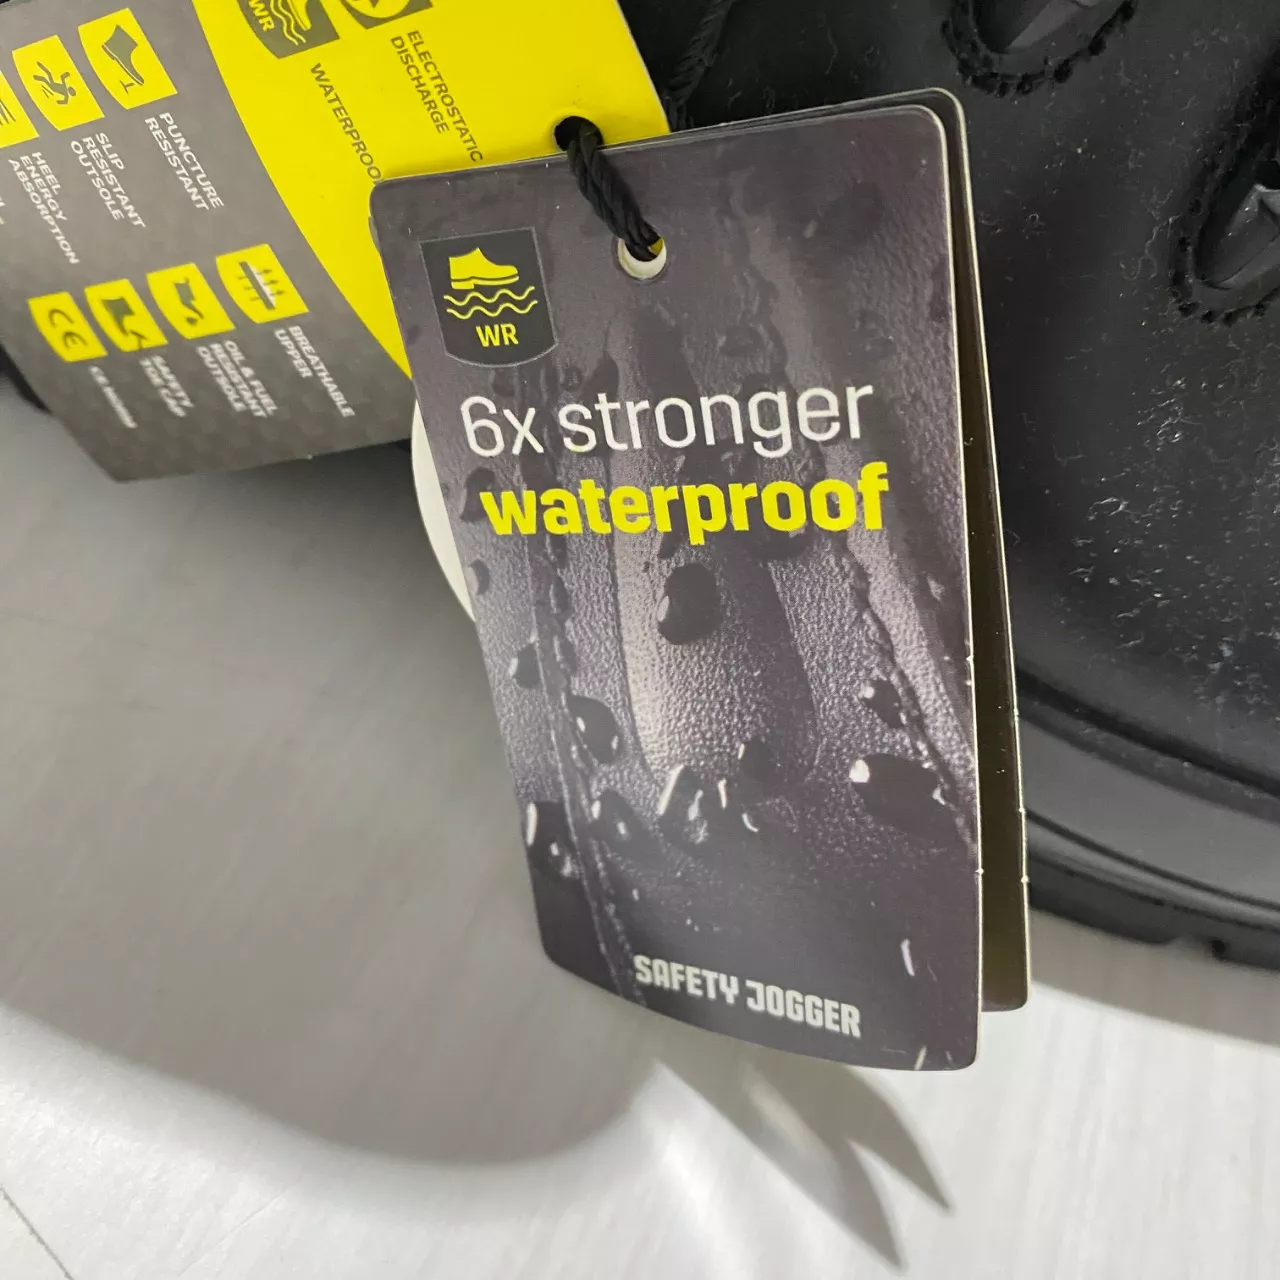 WR
WATERPROOF
ELECTROSTATIC
DISCHARGE
PUNCTURE
RESISTANT
SLIP
RESISTANT
OUTSOLE
HEEL
ENERGY
ABSORPTION
BREATHABLE
UPPER
OIL & FUEL
RESISTANT
OUTSOLE
SAFETY
TOE CAP
CE
WR
6x stronger
waterproof
SAFETY JOGGER